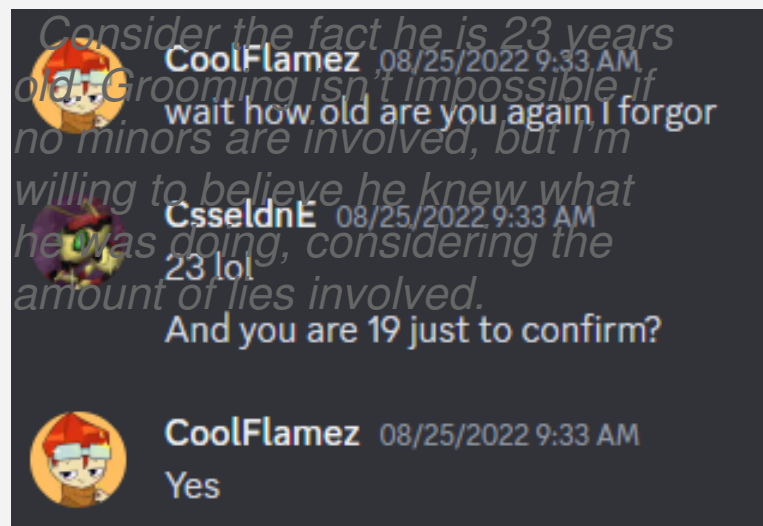 Consider the fact he is 23 years
old. Grooming isn't impossible if
no minors are involved, but I'm
willing to believe he knew what
he was doing, considering the
amount of lies involved.
CoolFlamez 08/25/2022 9:33 AM
wait how old are you again I forgor
CsseldnE 08/25/2022 9:33 AM
23 lol
And you are 19 just to confirm?
CoolFlamez 08/25/2022 9:33 AM
Yes